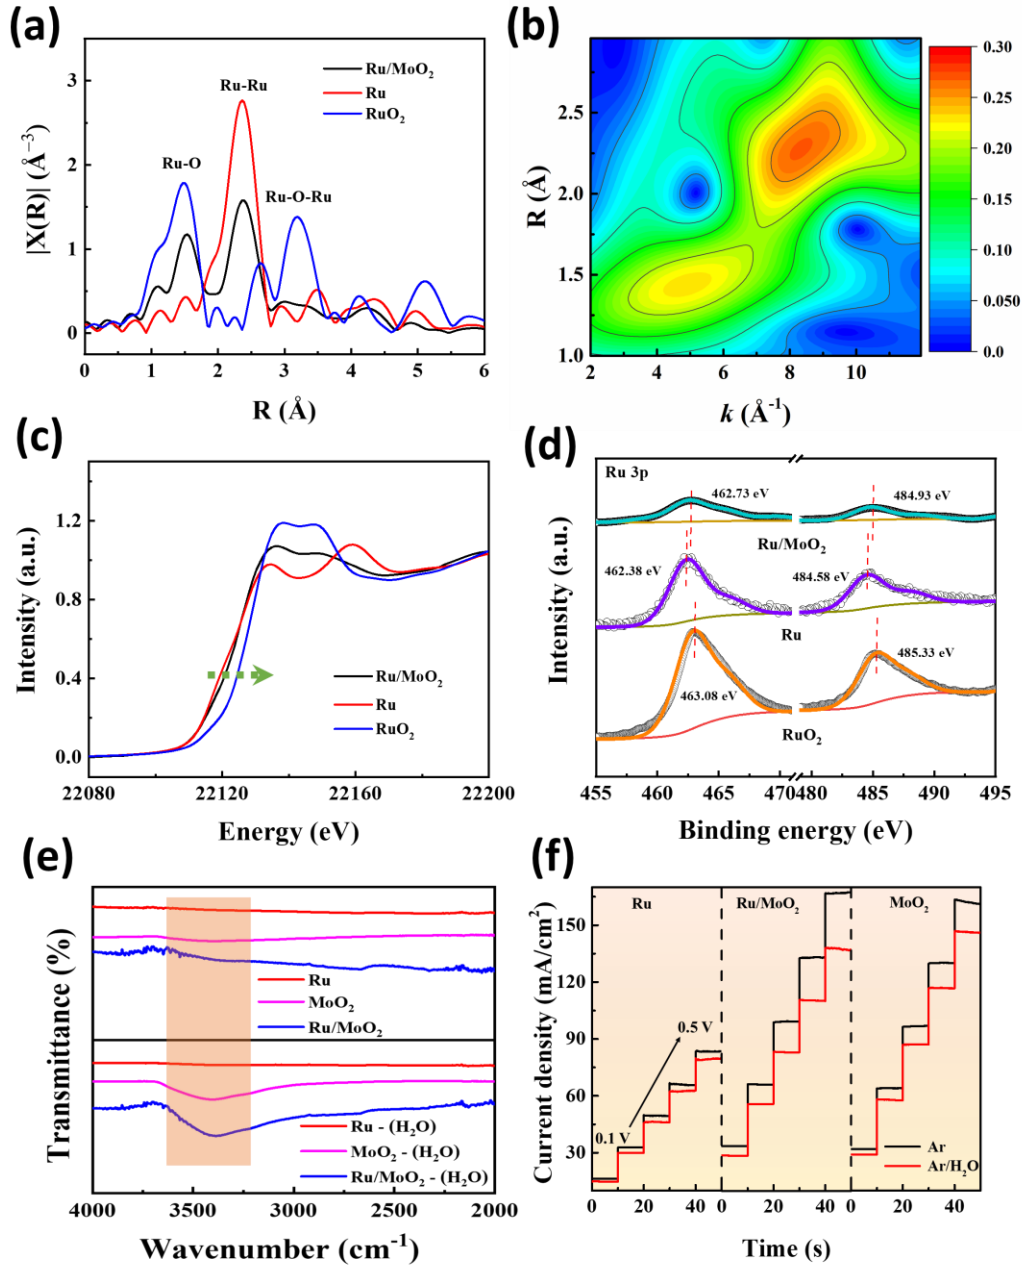 (a)
|X(R)| (Å⁻³)
3
2
1
0
Ru/MoO₂
Ru
RuO₂
Ru-Ru
Ru-O
Ru-O-Ru
0 1 2 3 4 5 6
R (Å)
(b)
R (Å)
2.5
2.0
1.5
1.0
2 4 6 8 10
k (Å⁻¹)
0.30
0.25
0.20
0.15
0.10
0.050
0.0
(c)
Intensity (a.u.)
1.2
0.8
0.4
0.0
Ru/MoO₂
Ru
RuO₂
22080 22120 22160 22200
Energy (eV)
(d)
Intensity (a.u.)
Ru 3p
462.73 eV
484.93 eV
Ru/MoO₂
462.38 eV
484.58 eV
Ru
463.08 eV
485.33 eV
RuO₂
455 460 465 470 480 485 490 495
Binding energy (eV)
(e)
Transmittance (%)
Ru
MoO₂
Ru/MoO₂
Ru - (H₂O)
MoO₂ - (H₂O)
Ru/MoO₂ - (H₂O)
4000 3500 3000 2500 2000
Wavenumber (cm⁻¹)
(f)
Current density (mA/cm²)
150
120
90
60
30
Ru
Ru/MoO₂
MoO₂
0.5 V
0.1 V
Ar
Ar/H₂O
0 20 40 0 20 40 0 20 40
Time (s)